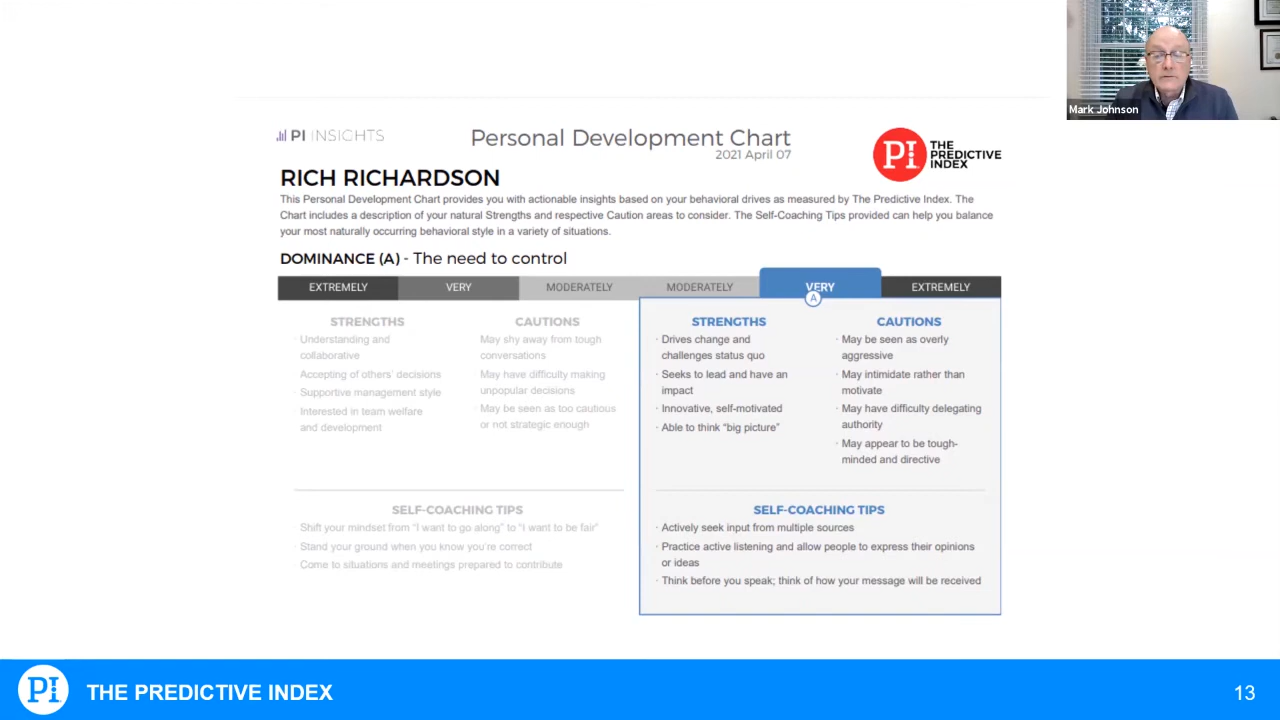 Mark Johnson
PI INSIGHTS
Personal Development Chart
2021 April 07
PI THE
PREDICTIVE
INDEX
RICH RICHARDSON
This Personal Development Chart provides you with actionable insights based on your behavioral drives as measured by The Predictive Index. The
Chart includes a description of your natural Strengths and respective Caution areas to consider. The Self-Coaching Tips provided can help you balance
your most naturally occurring behavioral style in a variety of situations.
DOMINANCE (A) - The need to control
EXTREMELY VERY MODERATELY MODERATELY VERY EXTREMELY
A
STRENGTHS
· Understanding and
collaborative
Accepting of others' decisions
· Supportive management style
· Interested in team welfare
and development
CAUTIONS
May shy away from tough
conversations
May have difficulty making
unpopular decisions
· May be seen as too cautious
or not strategic enough
SELF-COACHING TIPS
· Shift your mindset from "I want to go along" to "I want to be fair"
· Stand your ground when you know you're correct
· Come to situations and meetings prepared to contribute
STRENGTHS
· Drives change and
challenges status quo
· Seeks to lead and have an
impact
· Innovative, self-motivated
· Able to think "big picture"
CAUTIONS
· May be seen as overly
aggressive
· May intimidate rather than
motivate
· May have difficulty delegating
authority
· May appear to be tough-
minded and directive
SELF-COACHING TIPS
· Actively seek input from multiple sources
· Practice active listening and allow people to express their opinions
or ideas
· Think before you speak; think of how your message will be received
PI THE PREDICTIVE INDEX
13